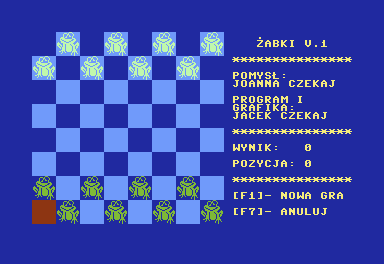 ŻABKI V.1
***************
POMYSŁ:
JOANNA CZEKAJ
PROGRAM I
GRAFIKA:
JACEK CZEKAJ
***************
WYNIK: 0
POZYCJA: 0
***************
[F1]- NOWA GRA
[F7]- ANULUJ